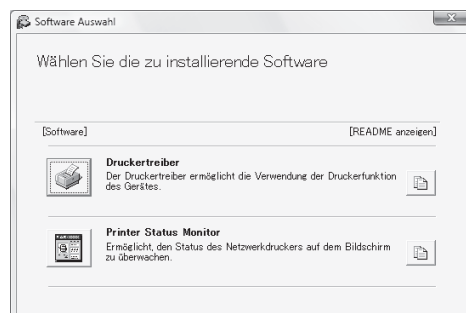 Software Auswahl
Wählen Sie die zu installierende Software
[Software] [README anzeigen]
Druckertreiber
Der Druckertreiber ermöglicht die Verwendung der Druckerfunktion
des Gerätes.
Printer Status Monitor
Ermöglicht, den Status des Netzwerkdruckers auf dem Bildschirm
zu überwachen.